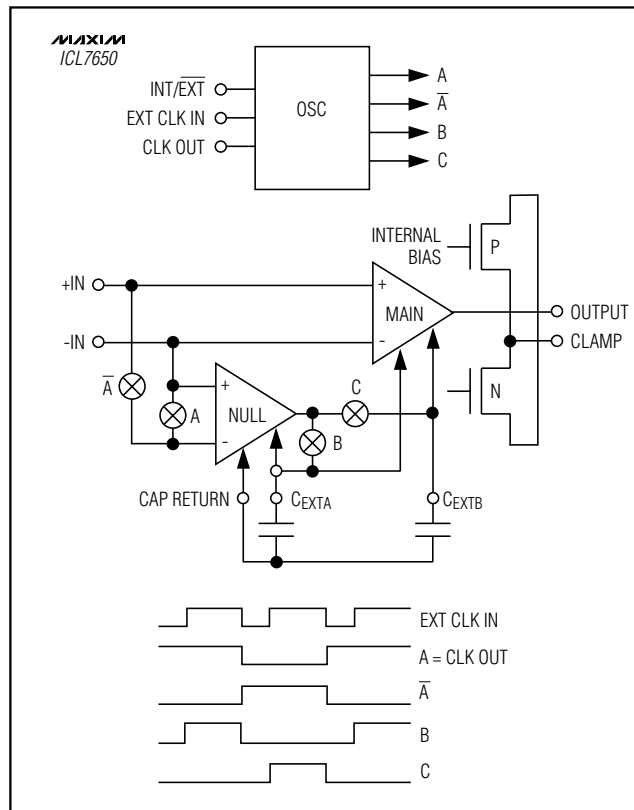 MAXIM
ICL7650
INT/E̅X̅T̅
EXT CLK IN
CLK OUT
OSC
A
A̅
B
C
INTERNAL
BIAS
P
+IN
+
MAIN
-
OUTPUT
-IN
CLAMP
A̅
A
+
NULL
-
C
B
N
CAP RETURN
CEXTA
CEXTB
EXT CLK IN
A = CLK OUT
A̅
B
C